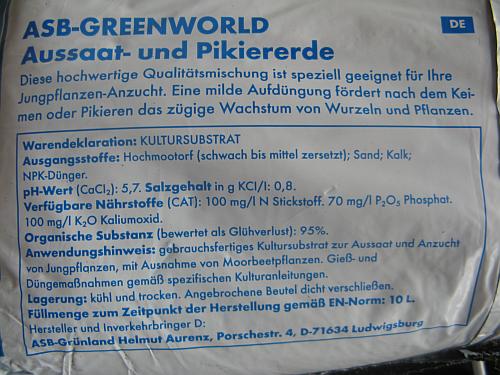 ASB-GREENWORLD
DE
Aussaat- und Pikiererde
Diese hochwertige Qualitätsmischung ist speziell geeignet für Ihre
Jungpflanzen-Anzucht. Eine milde Aufdüngung fördert nach dem Kei-
men oder Pikieren das zügige Wachstum von Wurzeln und Pflanzen.
Warendeklaration: KULTURSUBSTRAT
Ausgangsstoffe: Hochmootorf (schwach bis mittel zersetzt); Sand; Kalk;
NPK-Dünger.
pH-Wert (CaCl₂): 5,7. Salzgehalt in g KCl/l: 0,8.
Verfügbare Nährstoffe (CAT): 100 mg/l N Stickstoff. 70 mg/l P₂O₅ Phosphat.
100 mg/l K₂O Kaliumoxid.
Organische Substanz (bewertet als Glühverlust): 95%.
Anwendungshinweis: gebrauchsfertiges Kultursubstrat zur Aussaat und Anzucht
von Jungpflanzen, mit Ausnahme von Moorbeetpflanzen. Gieß- und
Düngemaßnahmen gemäß spezifischen Kulturanleitungen.
Lagerung: kühl und trocken. Angebrochene Beutel dicht verschließen.
Füllmenge zum Zeitpunkt der Herstellung gemäß EN-Norm: 10 L.
Hersteller und Inverkehrbringer D:
ASB-Grünland Helmut Aurenz, Porschestr. 4, D-71634 Ludwigsburg